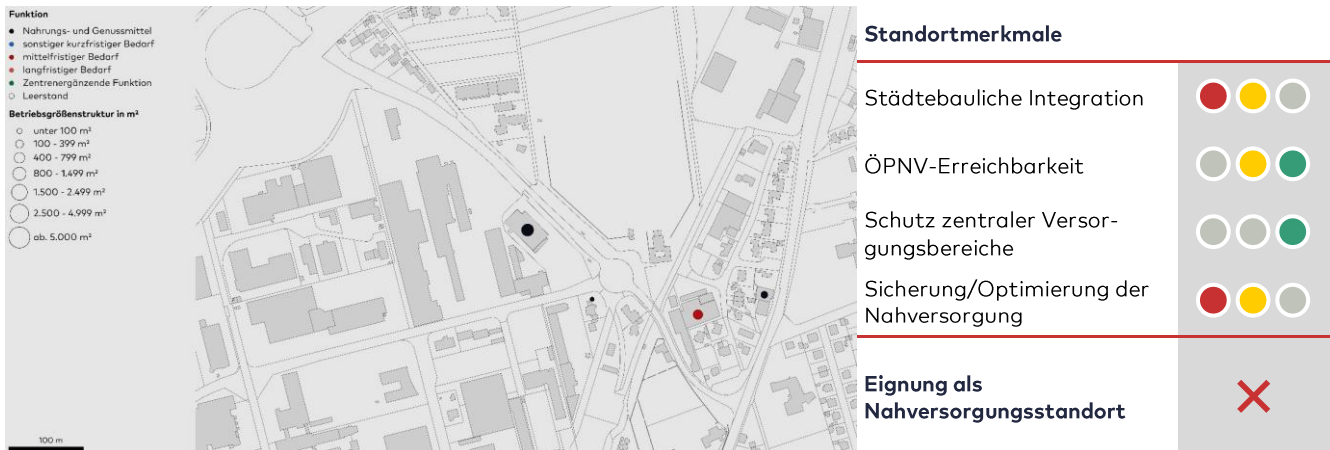 Funktion
Nahrungs- und Genussmittel
sonstiger kurzfristiger Bedarf
mittelfristiger Bedarf
langfristiger Bedarf
Zentrenergänzende Funktion
Leerstand
Betriebsgrößenstruktur in m²
unter 100 m²
100 - 399 m²
400 - 799 m²
800 - 1.499 m²
1.500 - 2.499 m²
2.500 - 4.999 m²
ab. 5.000 m²
100 m
Standortmerkmale
Städtebauliche Integration
ÖPNV-Erreichbarkeit
Schutz zentraler Versor-
gungsbereiche
Sicherung/Optimierung der
Nahversorgung
Eignung als
Nahversorgungsstandort